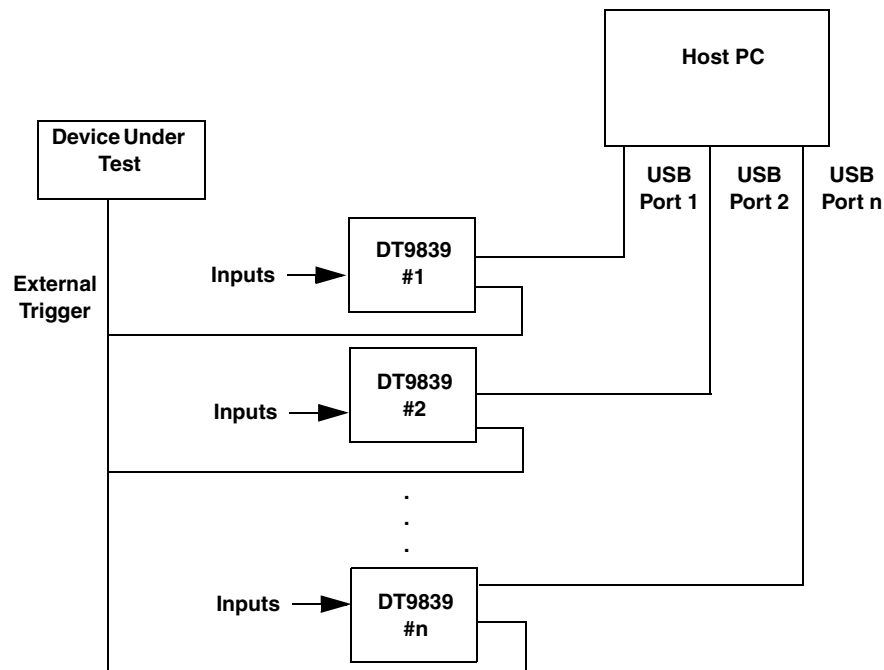 Host PC
Device Under
Test
USB
Port 1
USB
Port 2
USB
Port n
DT9839
#1
Inputs
External
Trigger
DT9839
#2
Inputs
.
.
.
DT9839
#n
Inputs